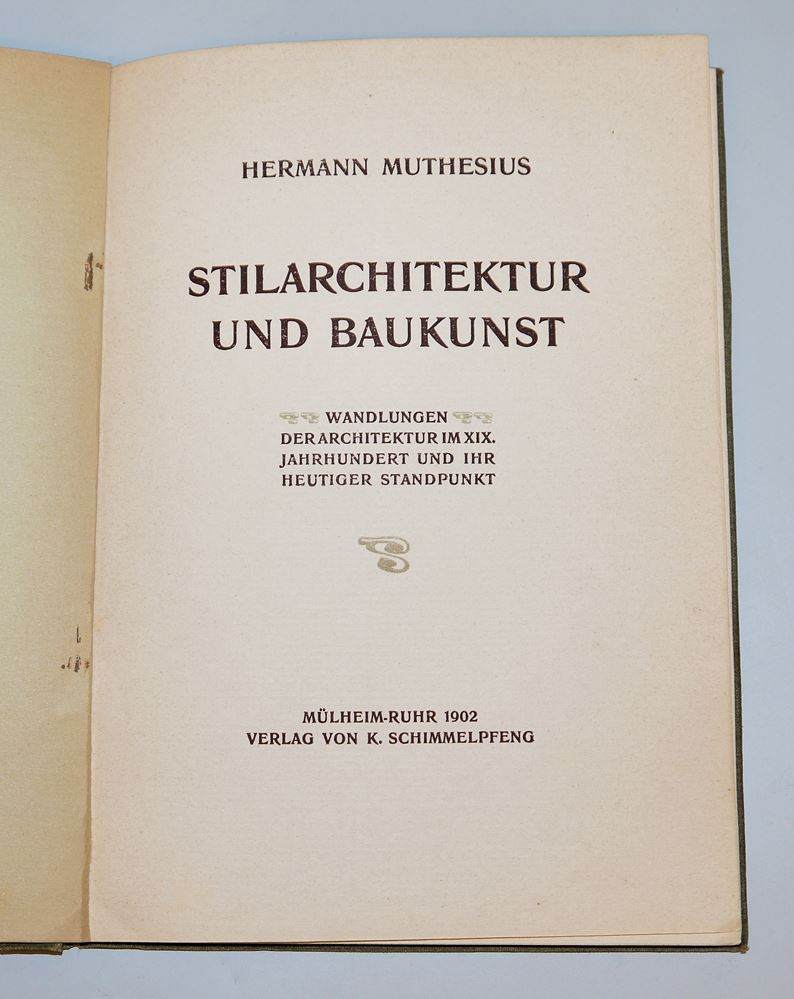 HERMANN MUTHESIUS
STILARCHITEKTUR
UND BAUKUNST
WANDLUNGEN
DER ARCHITEKTUR IM XIX.
JAHRHUNDERT UND IHR
HEUTIGER STANDPUNKT
MÜLHEIM-RUHR 1902
VERLAG VON K. SCHIMMELPFENG